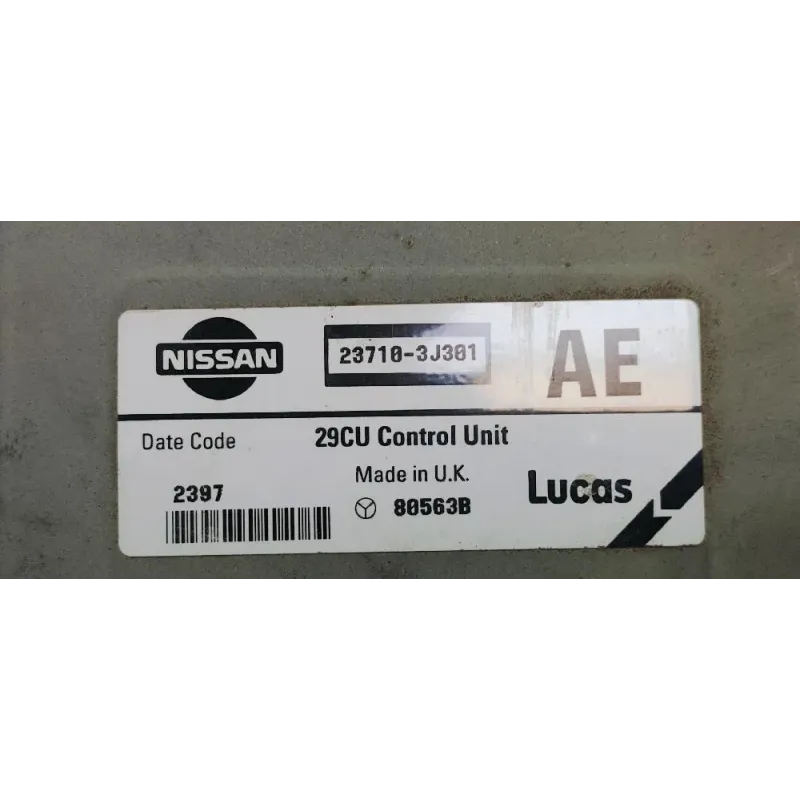 NISSAN
23710-3J301
AE
Date Code
29CU Control Unit
Made in U.K.
2397
80563B
Lucas